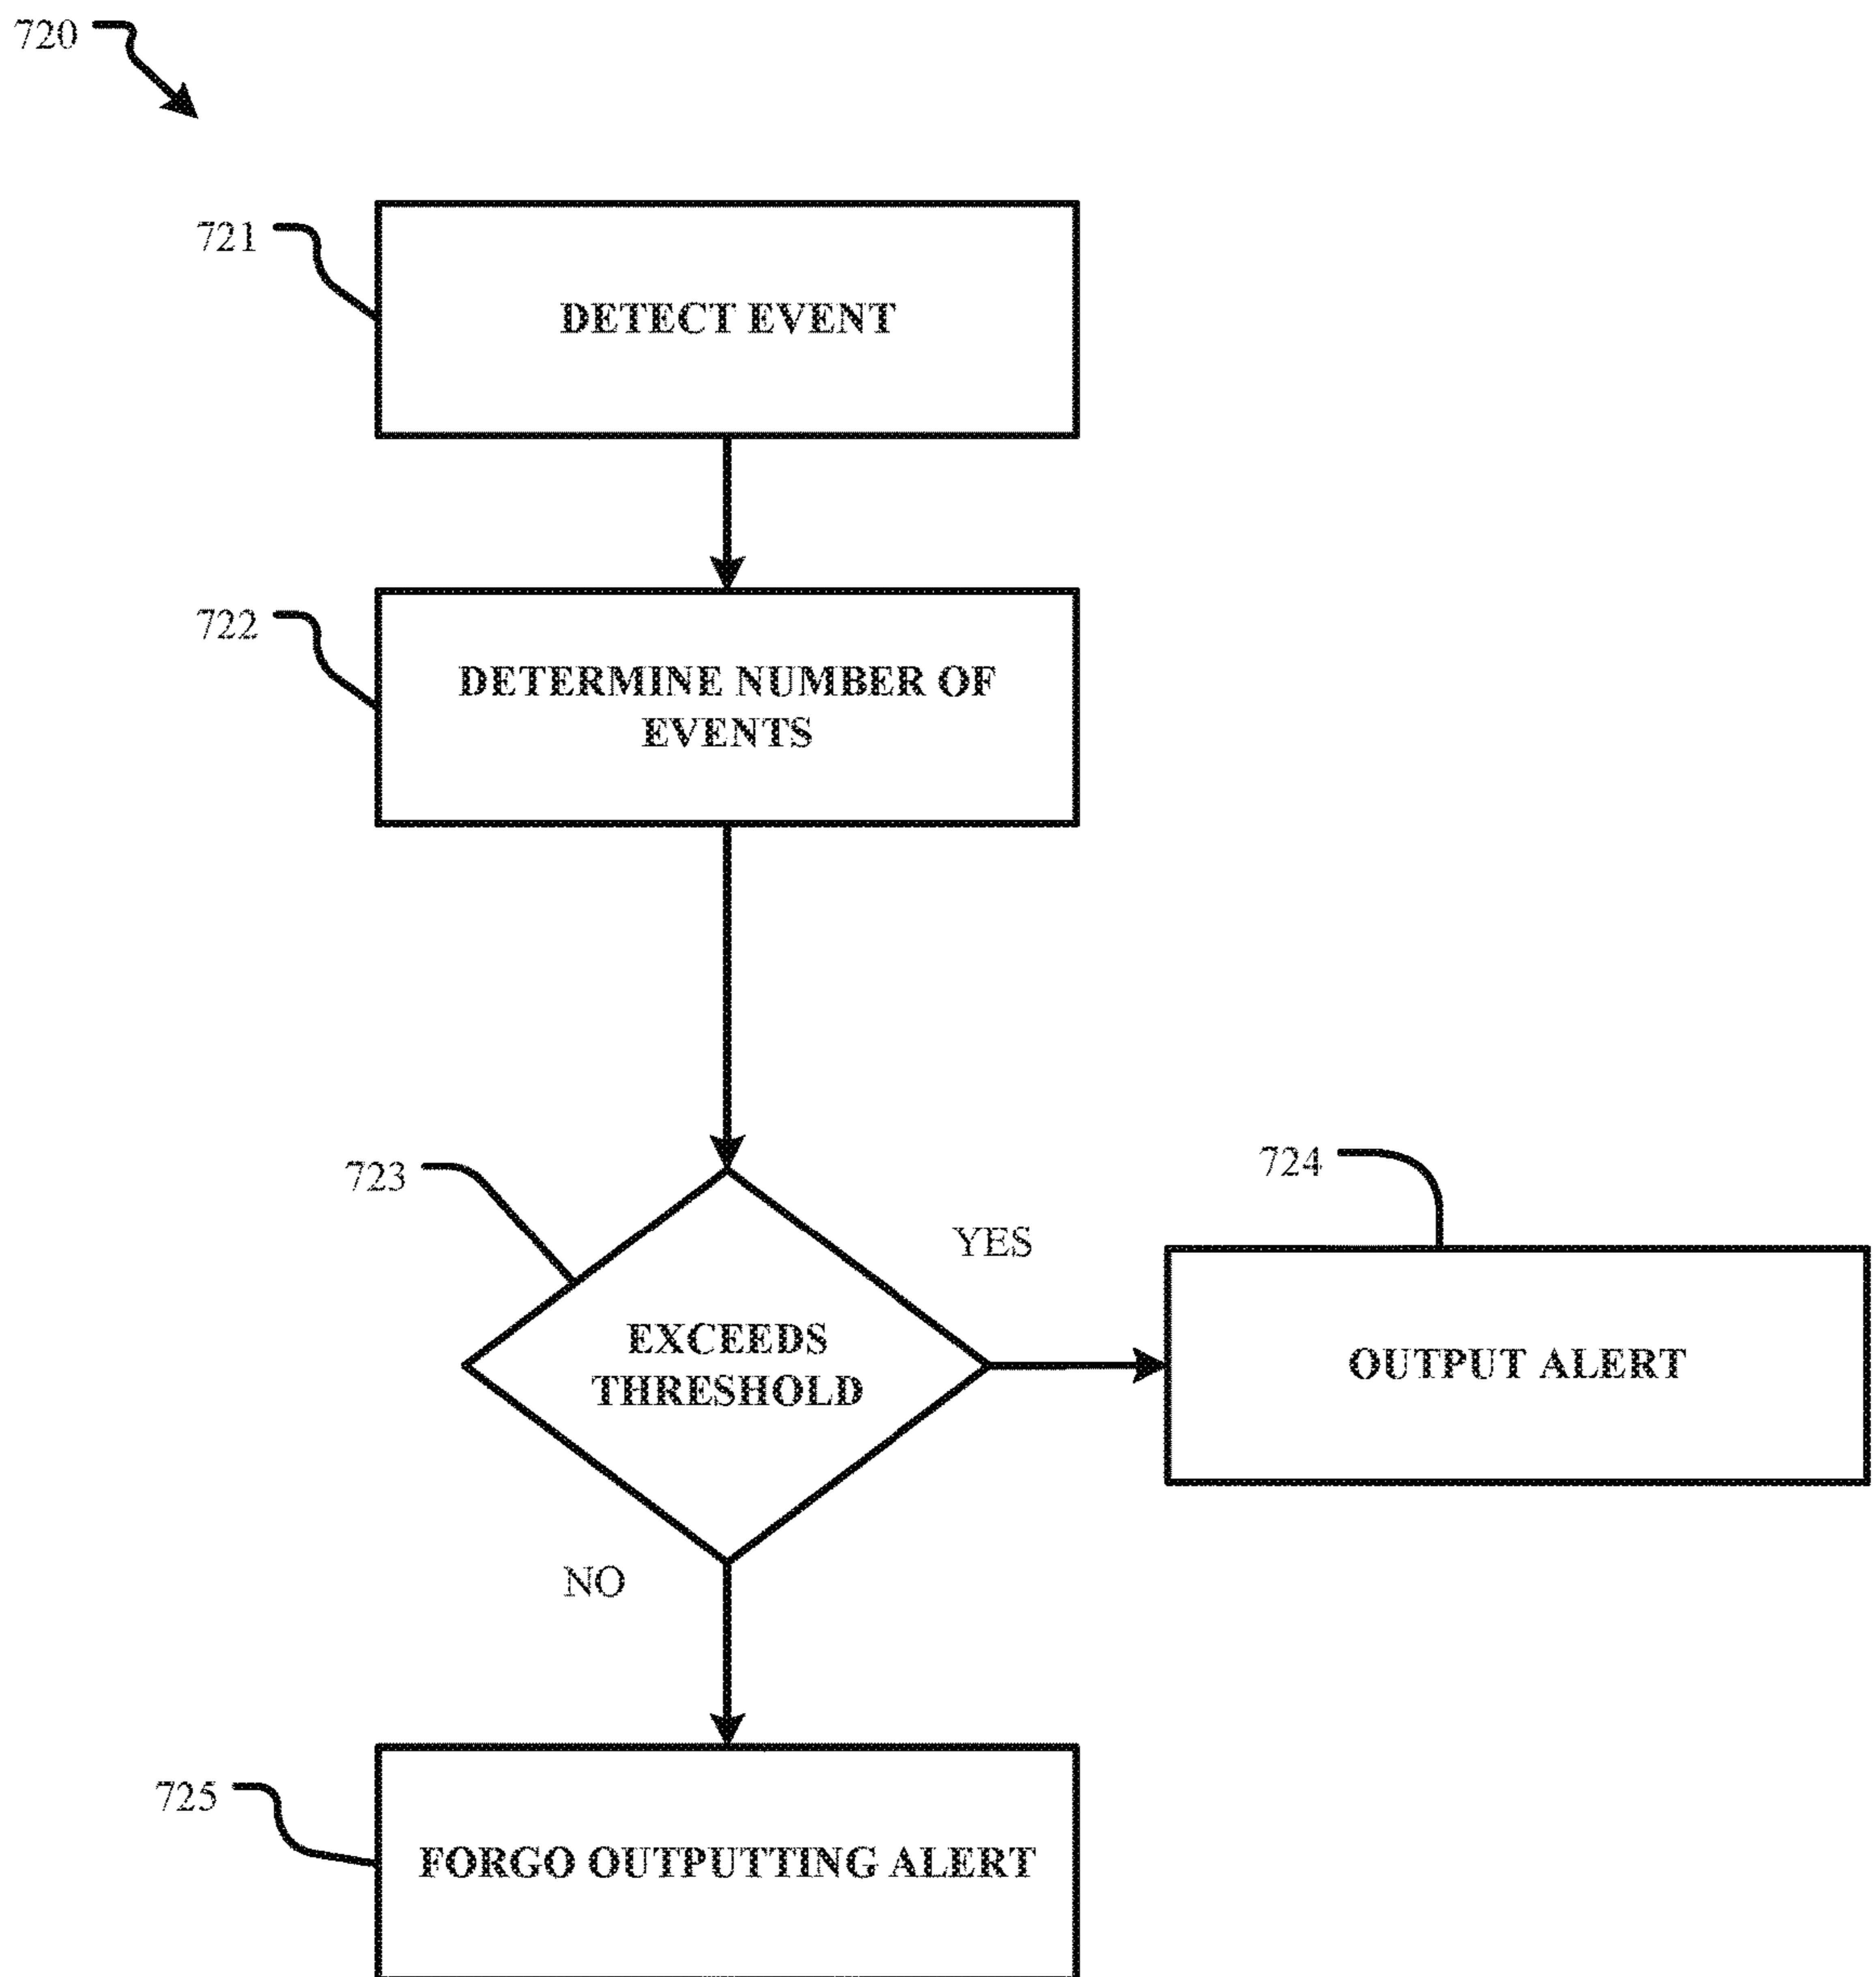 720
721
DETECT EVENT
722
DETERMINE NUMBER OF
EVENTS
723
724
YES
EXCEEDS
THRESHOLD
OUTPUT ALERT
NO
725
FORGO OUTPUTTING ALERT